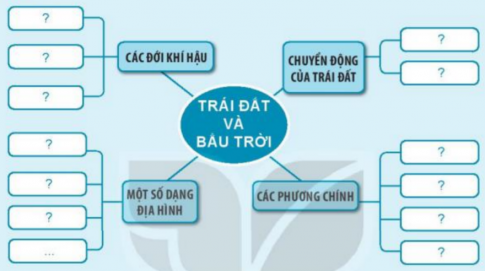 ?
?
?
CÁC ĐỚI KHÍ HẬU
CHUYỂN ĐỘNG
CỦA TRÁI ĐẤT
?
?
TRÁI ĐẤT
VÀ
BẦU TRỜI
?
?
?
...
MỘT SỐ DẠNG
ĐỊA HÌNH
CÁC PHƯƠNG CHÍNH
?
?
?
?